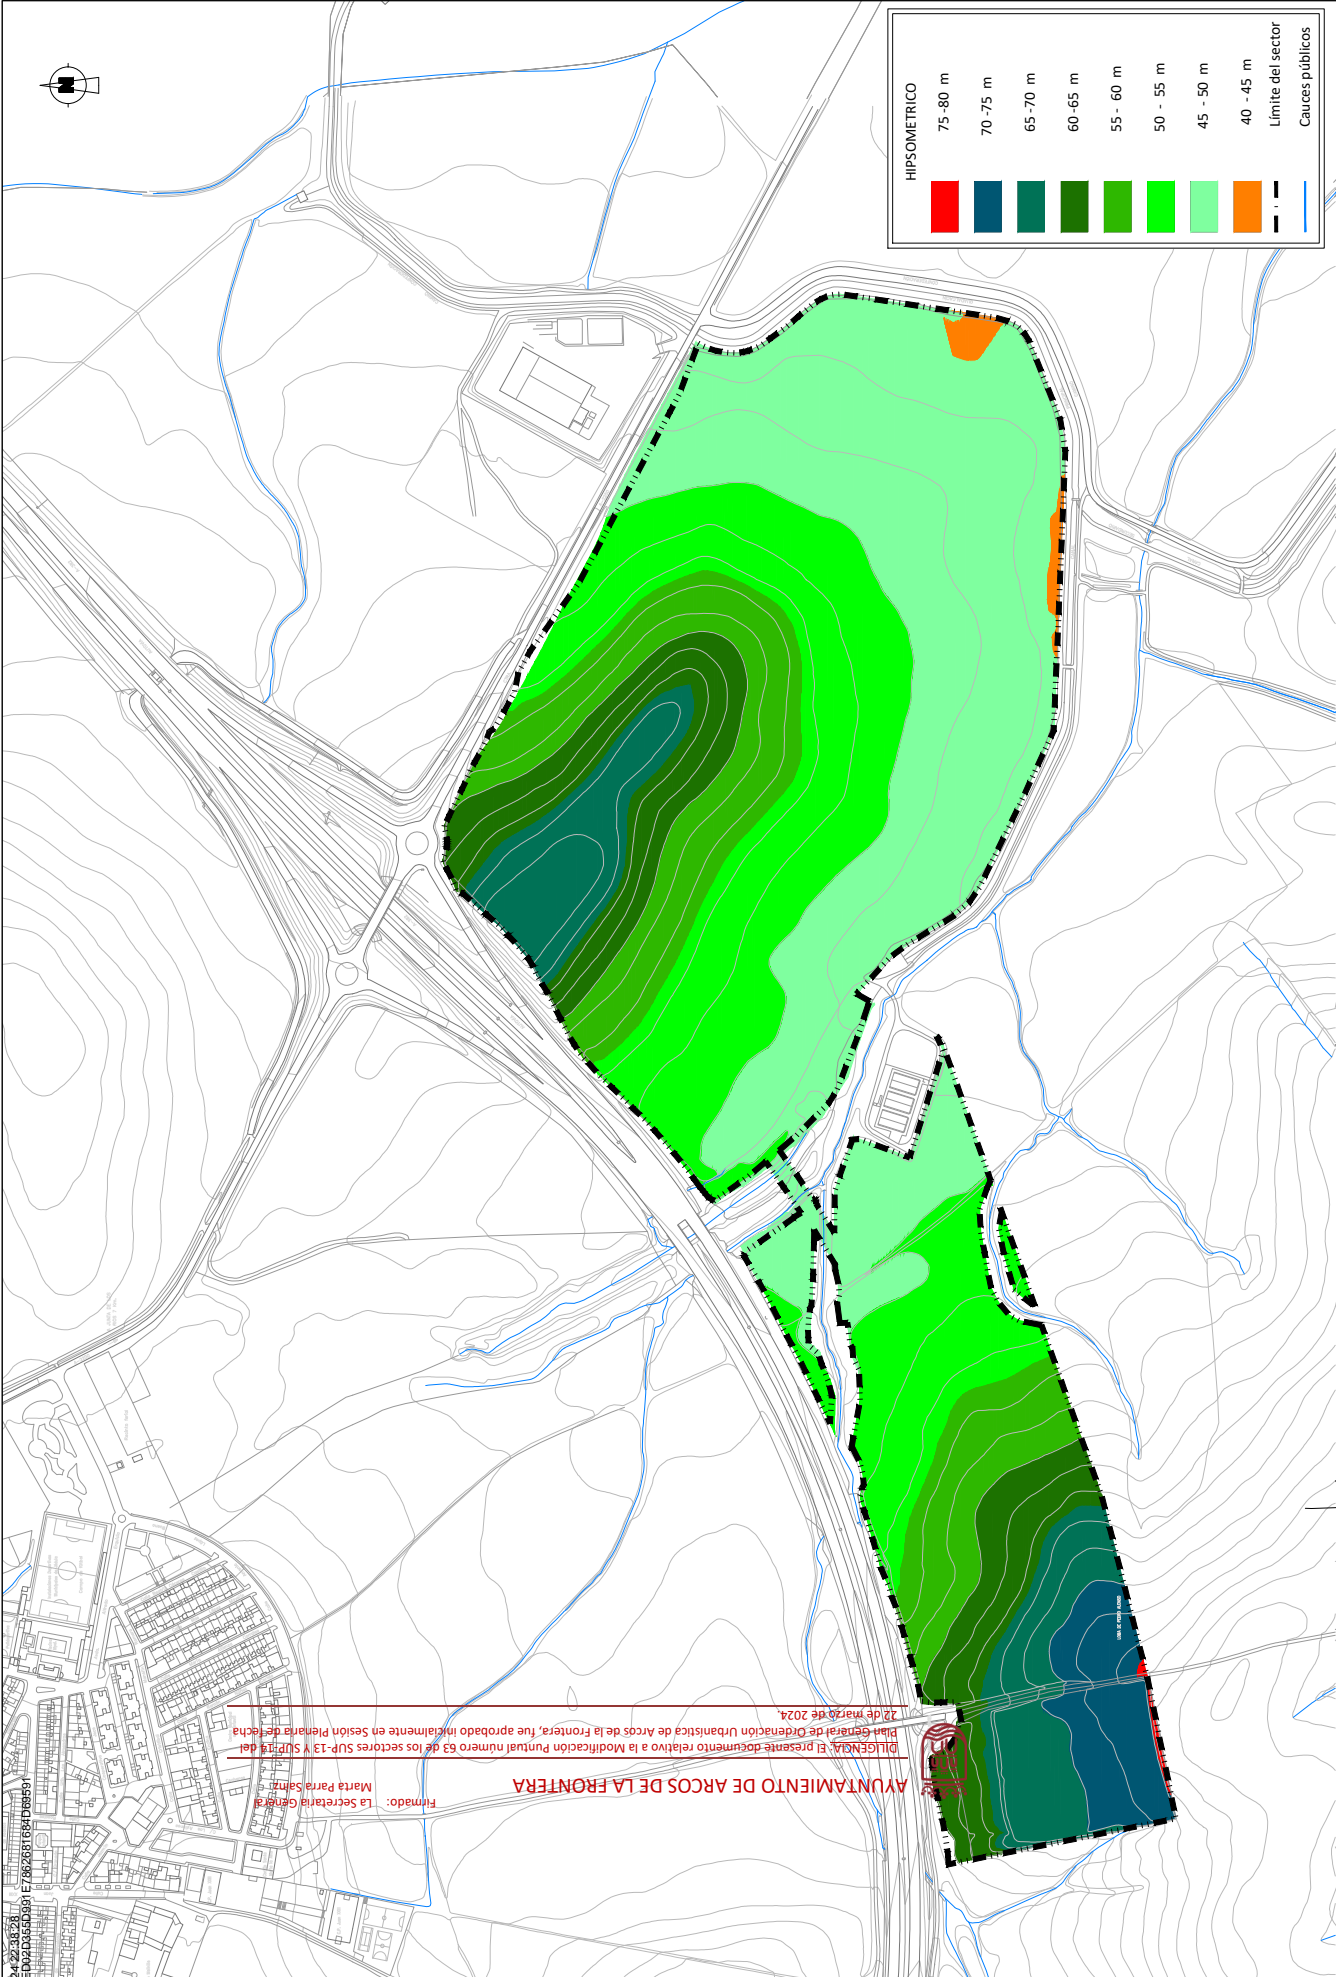 N
HIPSOMETRICO
75 -80 m
70 -75 m
65 -70 m
60 -65 m
55 - 60 m
50 - 55 m
45 - 50 m
40 - 45 m
Límite del sector
Cauces públicos
AYUNTAMIENTO DE ARCOS DE LA FRONTERA
DILIGENCIA: El presente documento relativo a la Modificación Puntual número 63 de los sectores SUP-13 Y SUP-14 del
Plan General de Ordenación Urbanística de Arcos de la Frontera, fue aprobado inicialmente en Sesión Plenaria de fecha
22 de marzo de 2024.
Firmado: La Secretaria General
Marta Parra Sainz
24 22:38:28